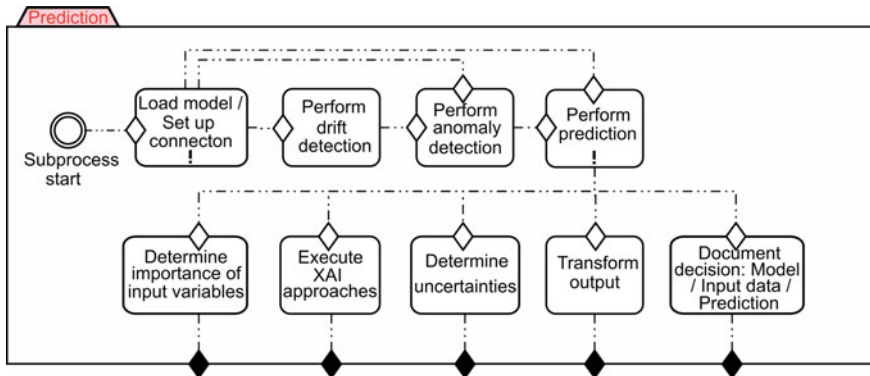 Prediction
Subprocess
start
Load model /
Set up
connecton
!
Perform
drift
detection
Perform
anomaly
detection
Perform
prediction
!
Determine
importance of
input variables
Execute
XAI
approaches
Determine
uncertainties
Transform
output
Document
decision: Model
/ Input data /
Prediction